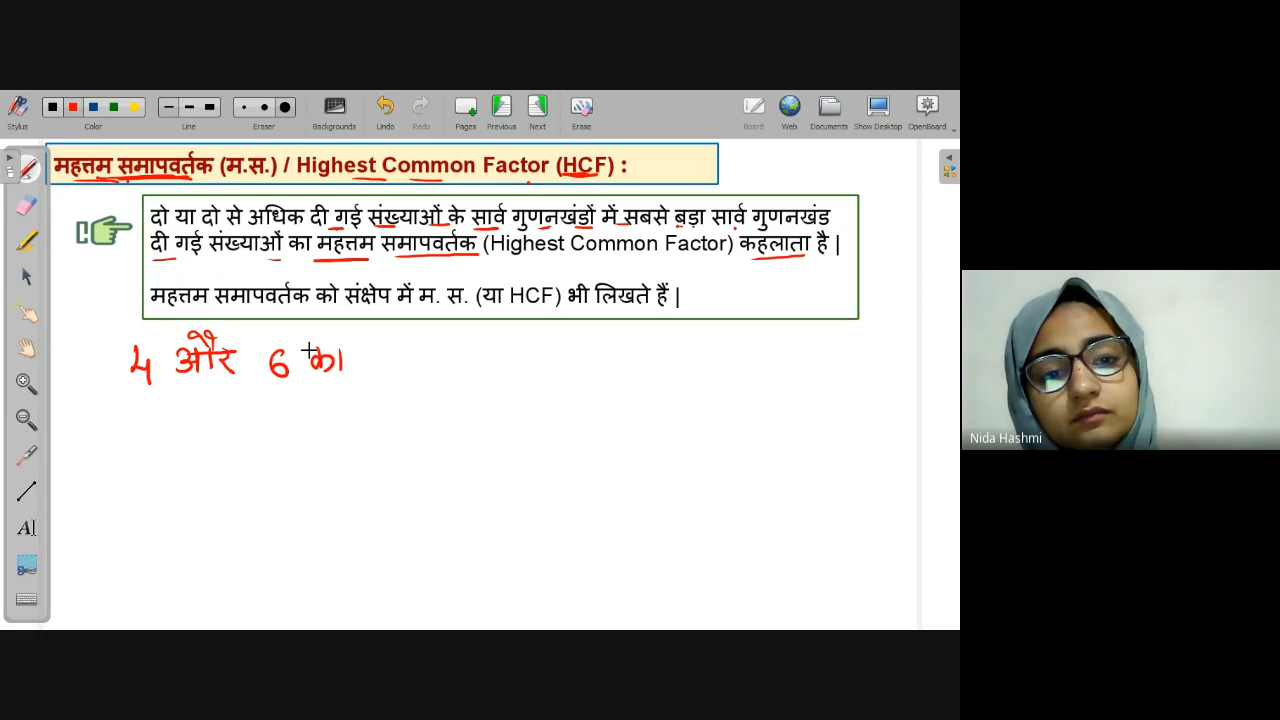 Stylus
Color
Line
Eraser
Backgrounds
Undo
Redo
Pages
Previous
Next
Erase
Board
Web
Documents
Show Desktop
OpenBoard
महत्तम समापवर्तक (म.स.) / Highest Common Factor (HCF) :
दो या दो से अधिक दी गई संख्याओं के सार्व गुणनखंडों में सबसे बड़ा सार्व गुणनखंड
दी गई संख्याओं का महत्तम समापवर्तक (Highest Common Factor) कहलाता है |
महत्तम समापवर्तक को संक्षेप में म. स. (या HCF) भी लिखते हैं |
4 और 6 का
Nida Hashmi